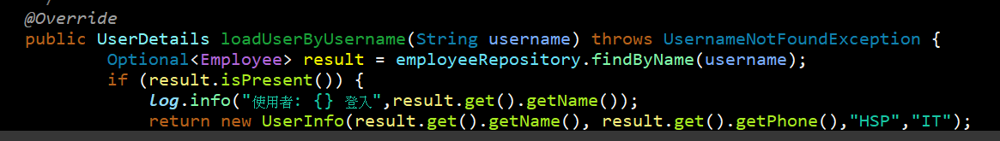 @Override
public UserDetails loadUserByUsername(String username) throws UsernameNotFoundException {
Optional<Employee> result = employeeRepository.findByName(username);
if (result.isPresent()) {
log.info("使用者: {} 登入",result.get().getName());
return new UserInfo(result.get().getName(), result.get().getPhone(),"HSP","IT");